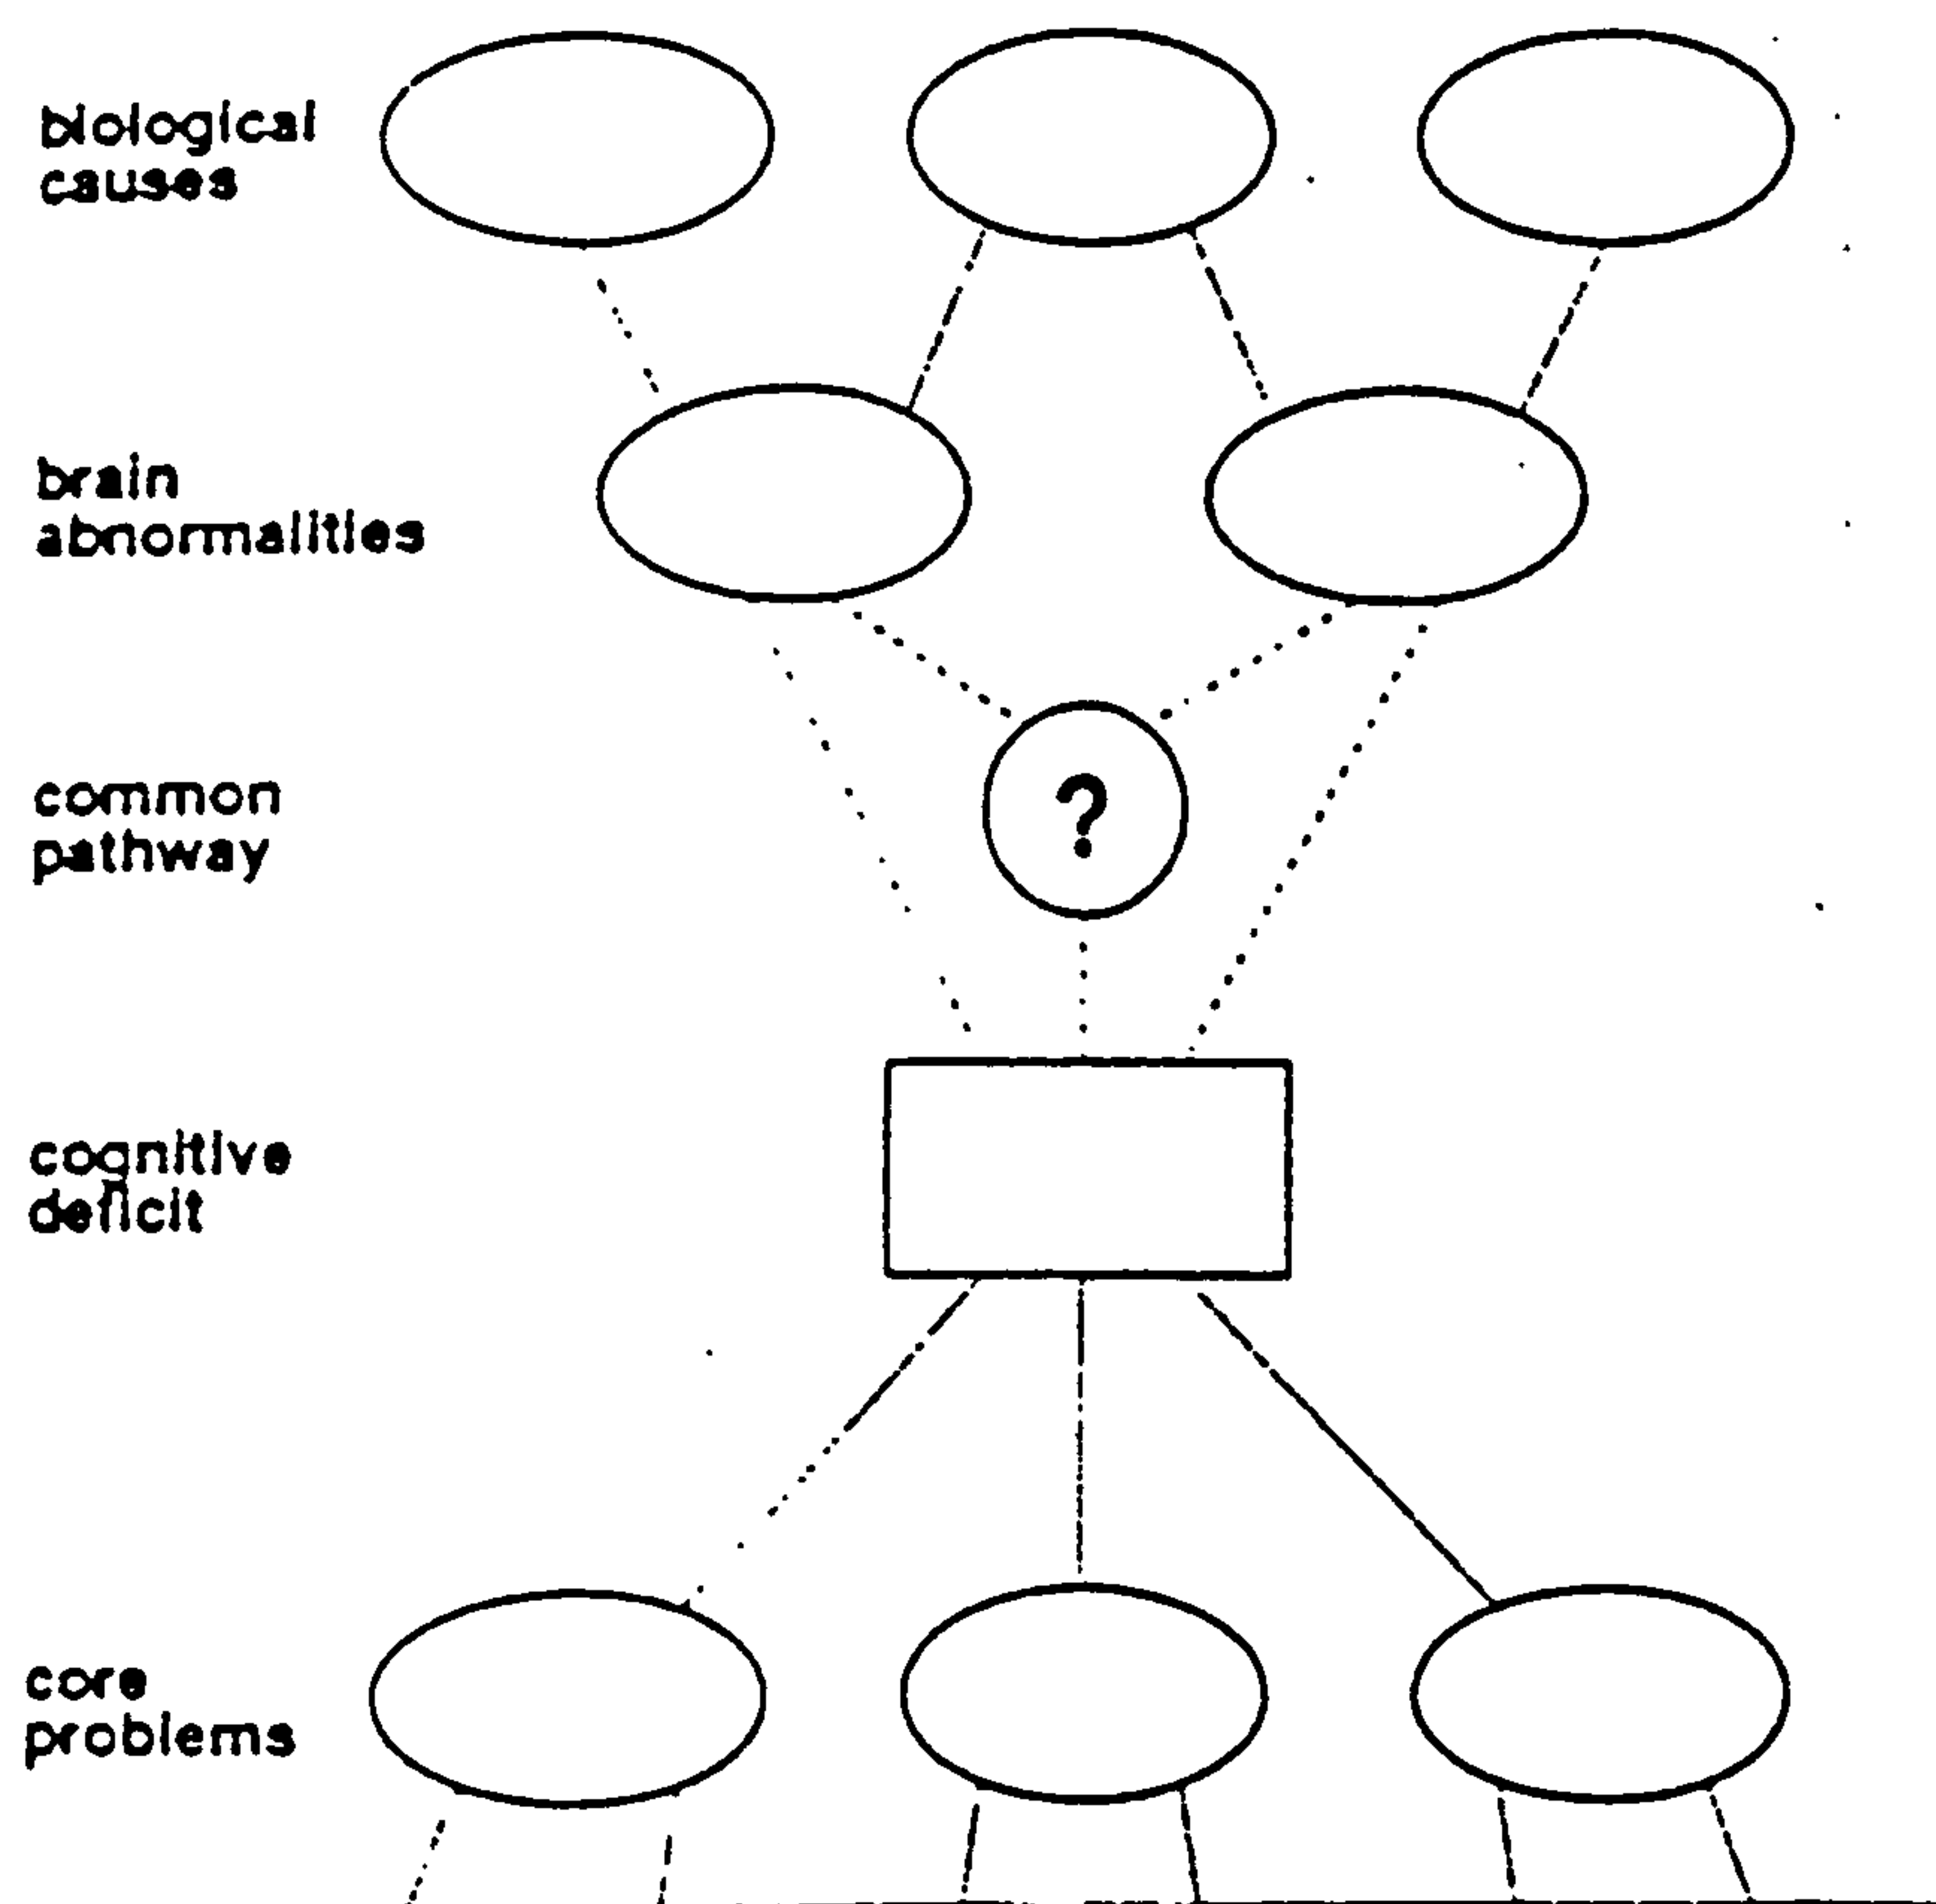 biological
causes
brain
abnormalities
common
pathway
?
cognitive
deficit
core
problems